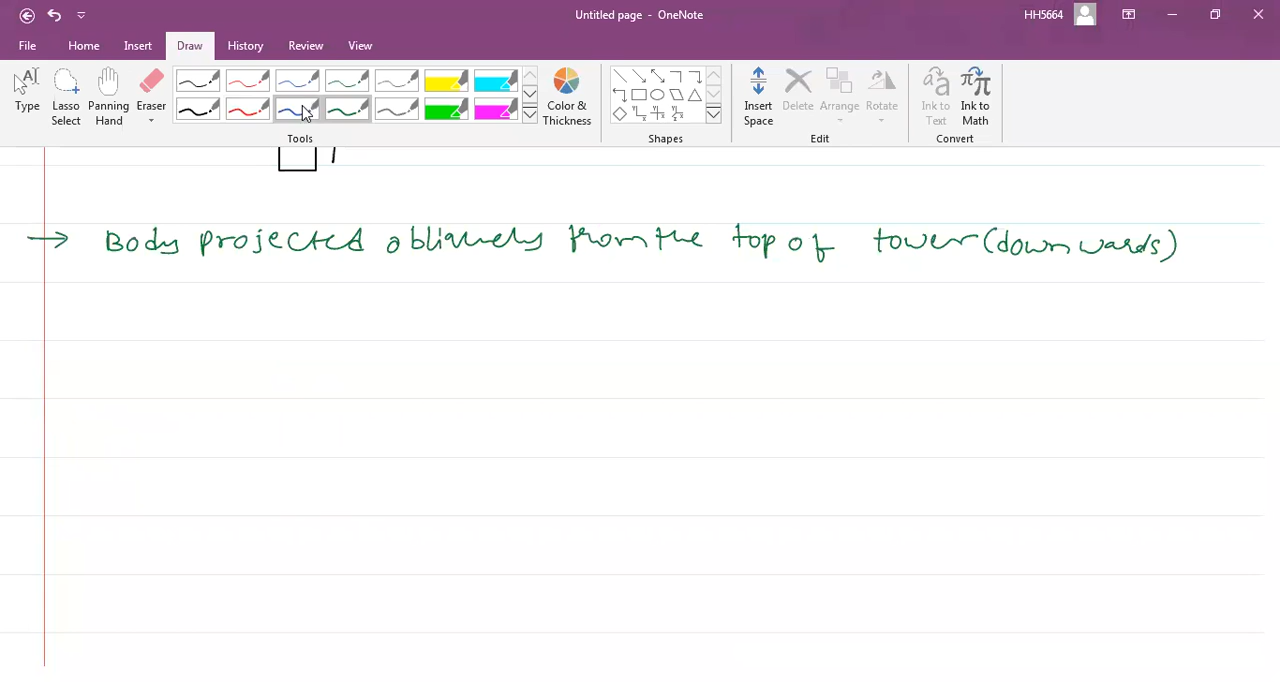 Untitled page - OneNote
HH5664
File Home Insert Draw History Review View
Type
Lasso Select
Panning Hand
Eraser
Color & Thickness
Insert Space
Delete
Arrange
Rotate
Ink to Text
Ink to Math
Tools
Shapes
Edit
Convert
→ Body projected obliquely from the top of tower (downwards)